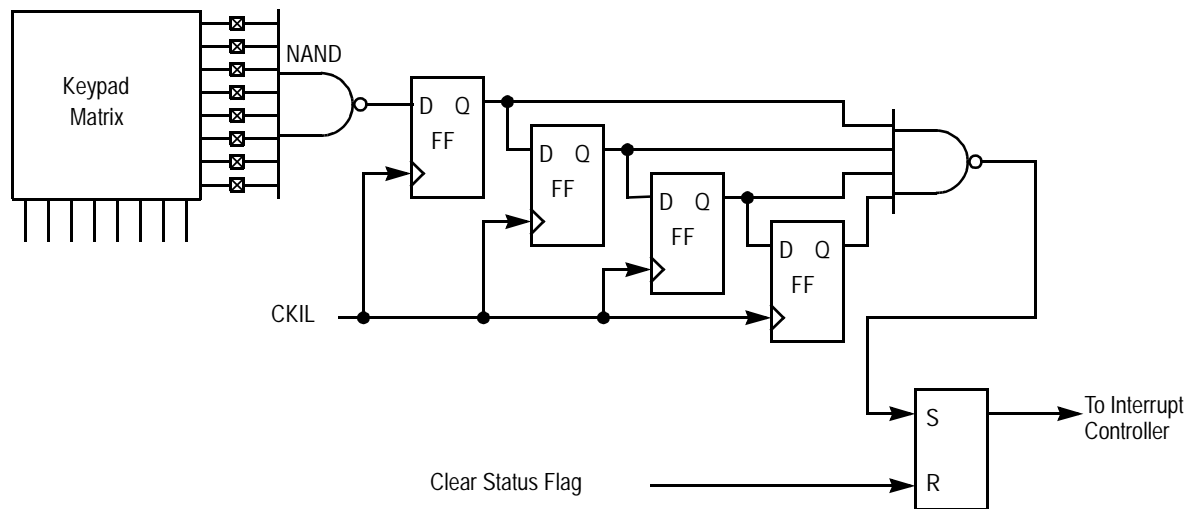 Keypad
Matrix
NAND
D Q
FF
D Q
FF
D Q
FF
D Q
FF
CKIL
S
R
To Interrupt
Controller
Clear Status Flag